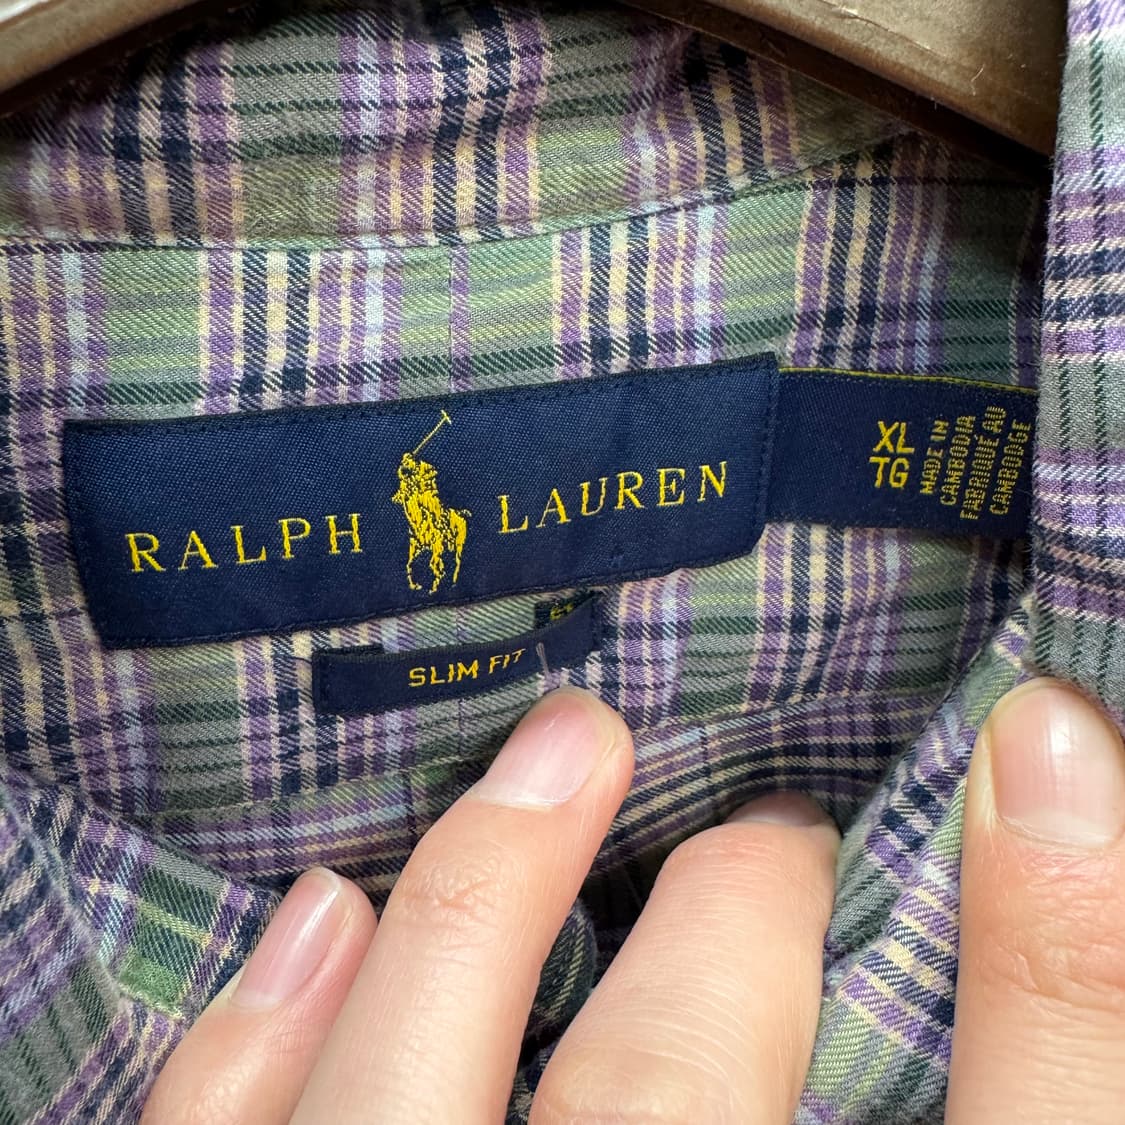 RALPH LAUREN
XL
TG
MADE IN
CAMBODIA
FABRIQUÉ AU
CAMBODGE
SLIM FIT